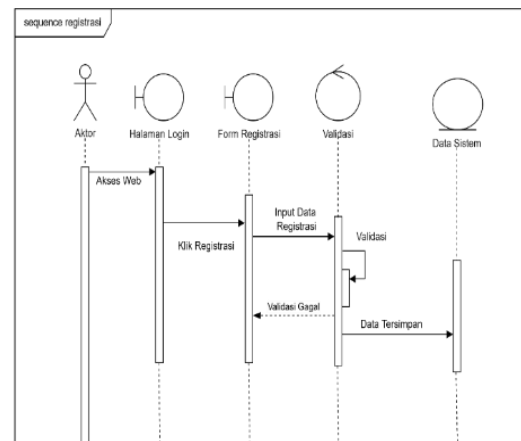 sequence registrasi
Aktor
Halaman Login
Form Registrasi
Validasi
Data Sistem
Akses Web
Klik Registrasi
Input Data
Registrasi
Validasi
Validasi Gagal
Data Tersimpan